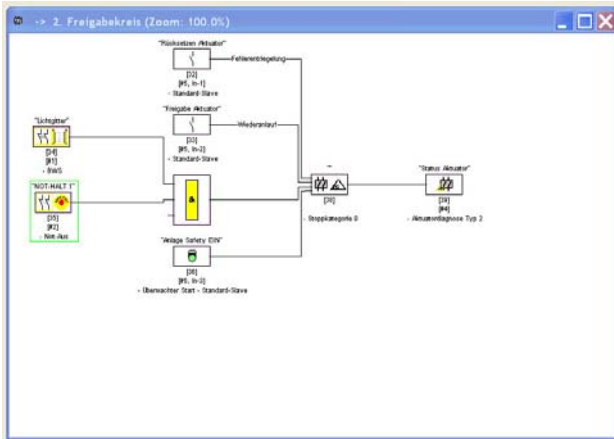 -> 2. Freigabekreis (Zoom: 100.0%)
"Rücksetzen Aktuator"
Fehlerentriegelung
[32]
[#5, In-1]
- Standard-Slave
"Freigabe Aktuator"
Wiederanlauf
[33]
[#5, In-2]
- Standard-Slave
"Lichtgitter"
[34]
[#1]
- BWS
"NOT-HALT 1"
[35]
[#2]
- Not-Aus
&
"Anlage Safety EIN"
[36]
[#5, In-3]
- Überwachter Start - Standard-Slave
[38]
- Stoppkategorie 0
"Status Aktuator"
[39]
[#4]
- Aktuatordiagnose Typ 2